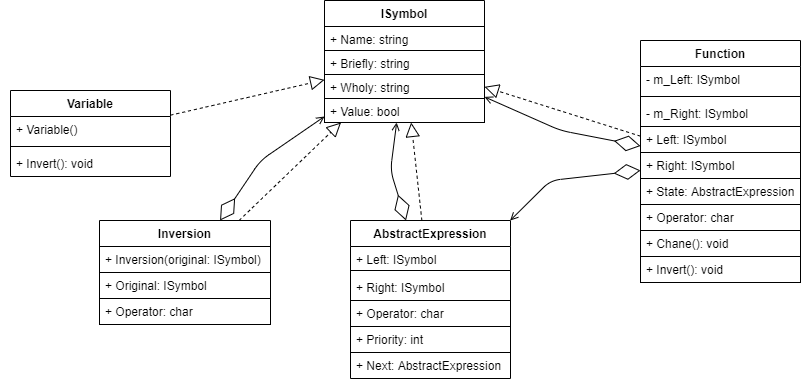 ISymbol
+ Name: string
+ Briefly: string
+ Wholy: string
+ Value: bool
Variable
+ Variable()
+ Invert(): void
Function
- m_Left: ISymbol
- m_Right: ISymbol
+ Left: ISymbol
+ Right: ISymbol
+ State: AbstractExpression
+ Operator: char
+ Chane(): void
+ Invert(): void
Inversion
+ Inversion(original: ISymbol)
+ Original: ISymbol
+ Operator: char
AbstractExpression
+ Left: ISymbol
+ Right: ISymbol
+ Operator: char
+ Priority: int
+ Next: AbstractExpression